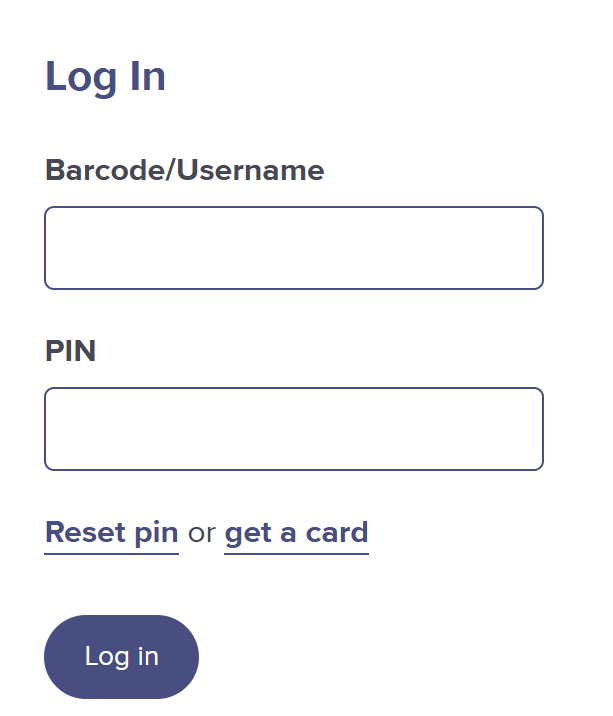 Log In
Barcode/Username
PIN
Reset pin or get a card
Log in